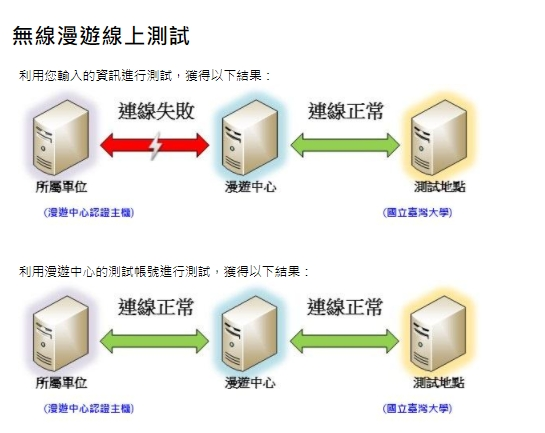 無線漫遊線上測試
利用您輸入的資訊進行測試，獲得以下結果：
連線失敗 連線正常
所屬單位 漫遊中心 測試地點
(漫遊中心認證主機) (國立臺灣大學)
利用漫遊中心的測試帳號進行測試，獲得以下結果：
連線正常 連線正常
所屬單位 漫遊中心 測試地點
(漫遊中心認證主機) (國立臺灣大學)